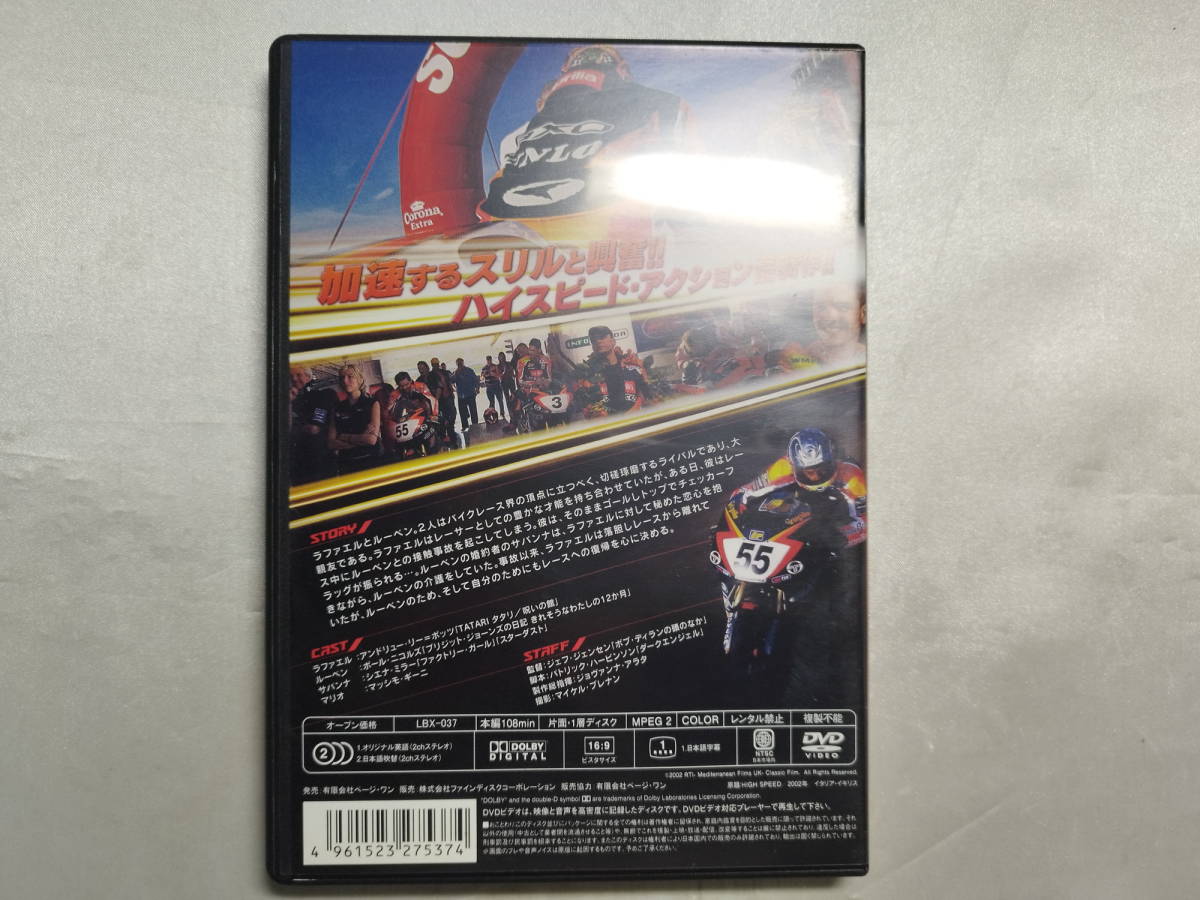 Corona
Extra
加速するスリルと興奮!!
ハイスピード・アクション
55
3
55
STORY
ラファエルとルーベン。2人はバイクレース界の頂点に立つべく、切磋琢磨するライバルであり、大
親友である。ラファエルはレーサーとしての豊かな才能を持ち合わせていたが、ある日、彼はレー
ス中にルーベンとの接触事故を起こしてしまう。彼は、そのままゴールしトップでチェッカーフ
ラッグが振られる…。ルーベンの婚約者のサバンナは、ラファエルに対して秘めた恋心を抱
きながら、ルーベンの介護をしていた。事故以来、ラファエルは落胆しレースから離れて
いたが、ルーベンのため、そして自分のためにもレースへの復帰を心に決める。
CAST
ラファエル :アンドリュー・リー=ポッツ「TATARI タタリ/呪いの館」
ルーベン :ポール・ニコルズ「ブリジット・ジョーンズの日記 きれそうなわたしの12か月」
サバンナ :シエナ・ミラー「ファクトリー・ガール」「スターダスト」
マリオ :マッシモ・ギーニ
STAFF
監督:ジェフ・ジェンセン「ボブ・ディランの頭のなか」
脚本:パトリック・ハービンソン「ダークエンジェル」
製作総指揮:ジョヴァンナ・アラタ
撮影:マイケル・ブレナン
オープン価格 LBX-037 本編108min 片面・1層ディスク MPEG 2 COLOR レンタル禁止 複製不能
2 1.オリジナル英語(2chステレオ)
2.日本語吹替(2chステレオ)
DOLBY
DIGITAL
16:9
ビスタサイズ
1
1.日本語字幕
NTSC
日本市場向
DVD
VIDEO
©2002 RTI- Mediterranean Films UK- Classic Film. All Rights Reserved.
発売 有限会社ページ・ワン 販売:株式会社ファインディスクコーポレーション 販売協力 有限会社ページ・ワン 原題:HIGH SPEED 2002年 イタリア・イギリス
"DOLBY" and the double-D symbol are trademarks of Dolby Laboratories Licensing Corporation.
DVDビデオは、映像と音声を高密度に記録したディスクです。DVDビデオ対応プレーヤーで再生して下さい。
4 961523 275374